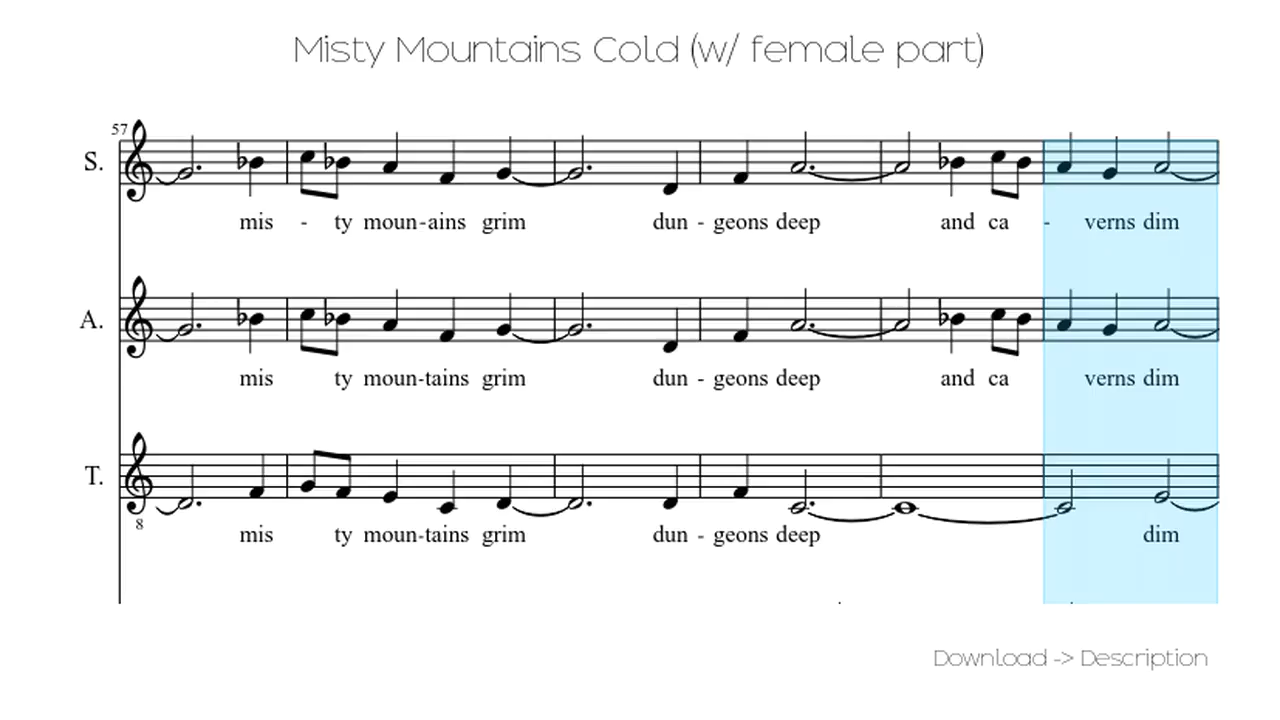 Misty Mountains Cold (w/ female part)
57
S.
mis - ty moun-ains grim dun - geons deep and ca - verns dim
A.
mis ty moun-tains grim dun - geons deep and ca verns dim
T.
8
mis ty moun-tains grim dun - geons deep dim
Download -> Description